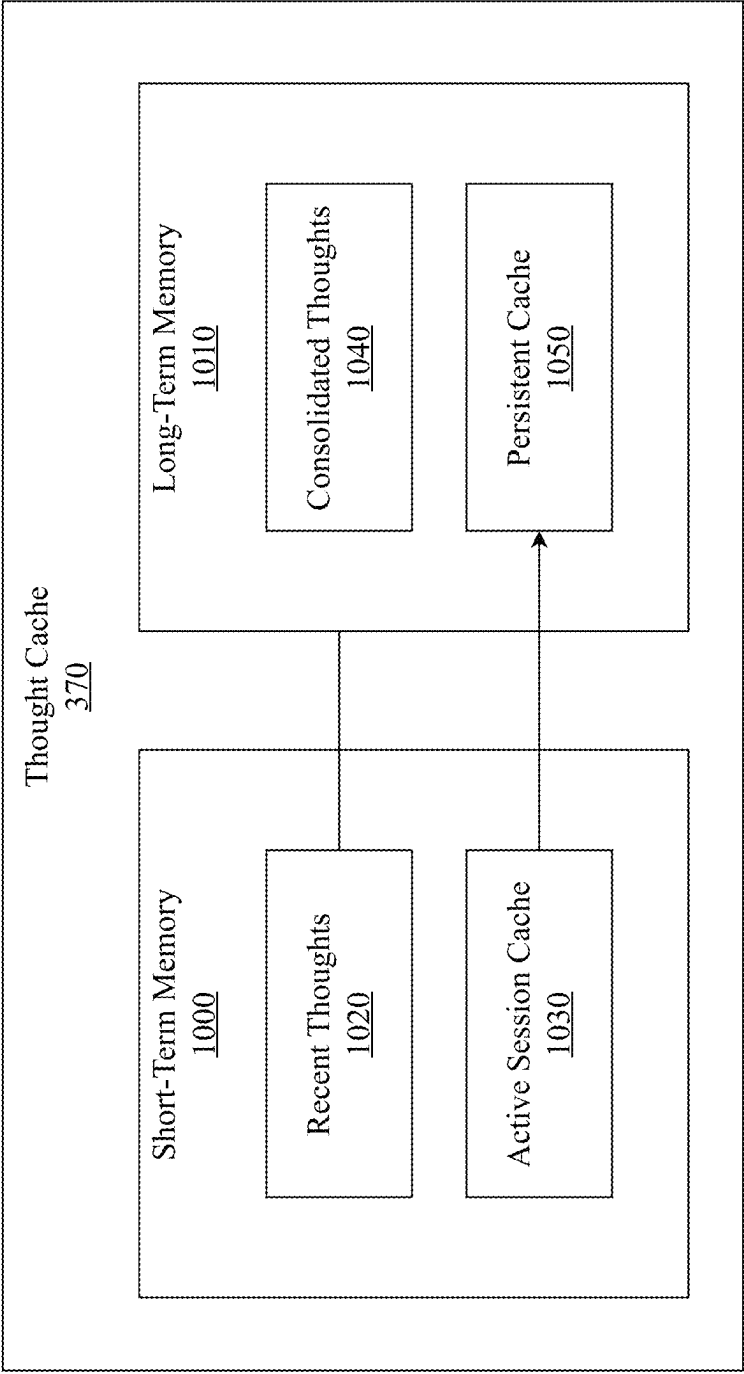 Thought Cache
370
Short-Term Memory
1000
Recent Thoughts
1020
Active Session Cache
1030
Long-Term Memory
1010
Consolidated Thoughts
1040
Persistent Cache
1050